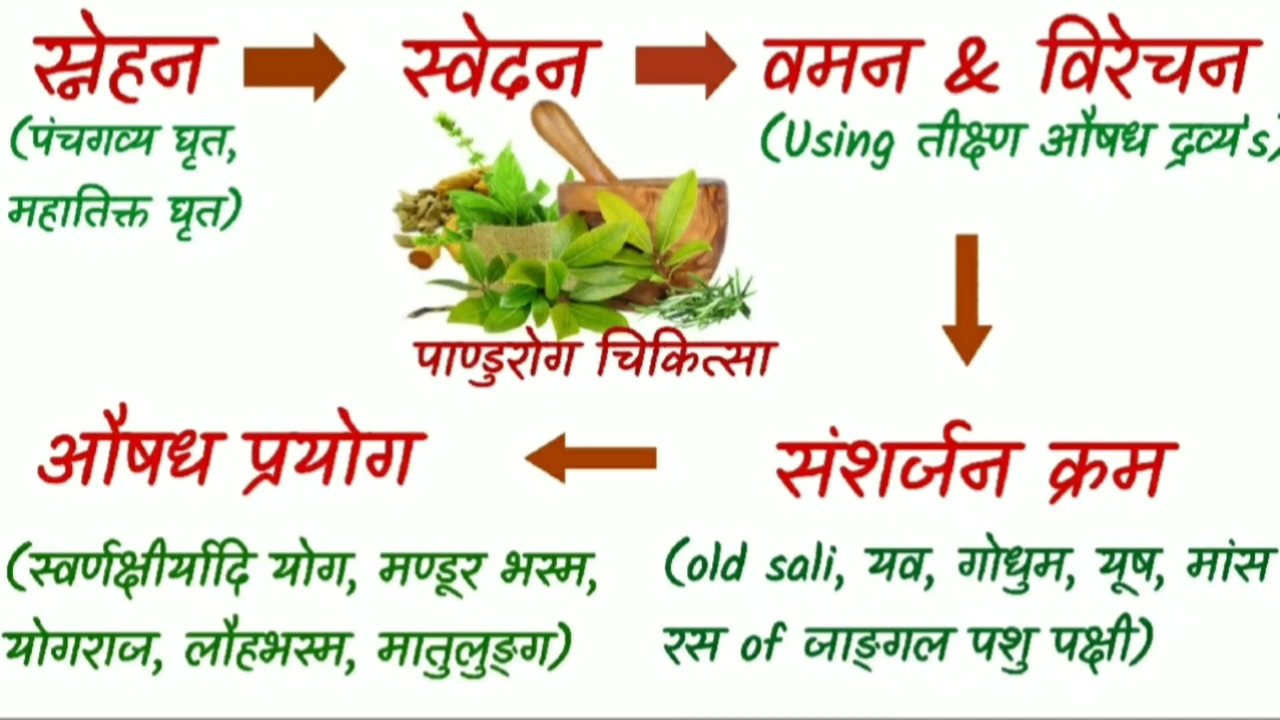 स्नेहन
(पंचगव्य घृत,
महातिक्त घृत)
स्वेदन
वमन & विरेचन
(Using तीक्ष्ण औषध द्रव्य's)
पाण्डुरोग चिकित्सा
संशर्जन क्रम
(old sali, यव, गोधुम, यूष, मांस
रस of जाङ्गल पशु पक्षी)
औषध प्रयोग
(स्वर्णक्षीर्यादि योग, मण्डूर भस्म,
योगराज, लौहभस्म, मातुलुङ्ग)